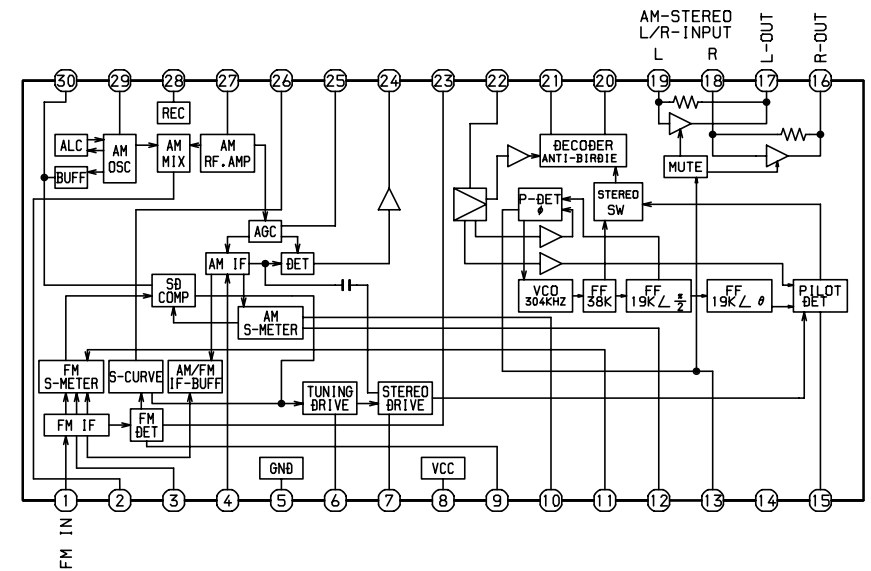 AM-STEREO
L/R-INPUT
L
R
L-OUT
R-OUT
30
29
28
27
26
25
24
23
22
21
20
19
18
17
16
REC
ALC
AM
OSC
AM
MIX
AM
RF.AMP
BUFF
DECODER
ANTI-BIRDIE
MUTE
P-DET
φ
STEREO
SW
AGC
AM IF
DET
SD
COMP
AM
S-METER
VCO
304KHZ
FF
38K
FF
19K∠ π/2
FF
19K∠ θ
PILOT
DET
FM
S-METER
S-CURVE
AM/FM
IF-BUFF
TUNING
DRIVE
STEREO
DRIVE
FM IF
FM
DET
GND
VCC
1
2
3
4
5
6
7
8
9
10
11
12
13
14
15
FM IN